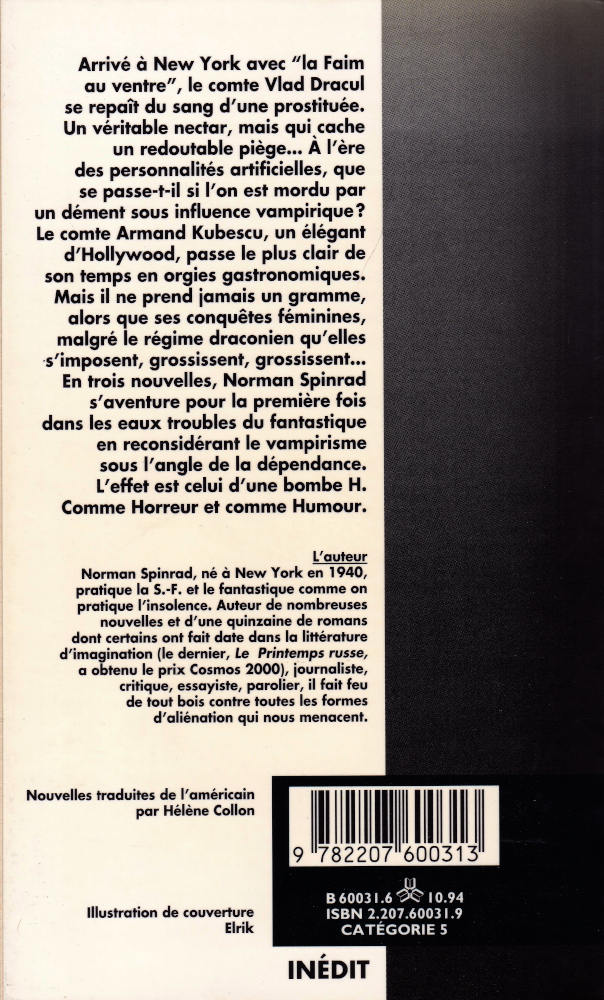 Arrivé à New York avec “la Faim
au ventre”, le comte Vlad Dracul
se repaît du sang d’une prostituée.
Un véritable nectar, mais qui cache
un redoutable piège... À l’ère
des personnalités artificielles, que
se passe-t-il si l’on est mordu par
un dément sous influence vampirique?
Le comte Armand Kubescu, un élégant
d’Hollywood, passe le plus clair de
son temps en orgies gastronomiques.
Mais il ne prend jamais un gramme,
alors que ses conquêtes féminines,
malgré le régime draconien qu’elles
s’imposent, grossissent, grossissent...
En trois nouvelles, Norman Spinrad
s’aventure pour la première fois
dans les eaux troubles du fantastique
en reconsidérant le vampirisme
sous l’angle de la dépendance.
L’effet est celui d’une bombe H.
Comme Horreur et comme Humour.
L’auteur
Norman Spinrad, né à New York en 1940,
pratique la S.-F. et le fantastique comme on
pratique l’insolence. Auteur de nombreuses
nouvelles et d’une quinzaine de romans
dont certains ont fait date dans la littérature
d’imagination (le dernier, Le Printemps russe,
a obtenu le prix Cosmos 2000), journaliste,
critique, essayiste, parolier, il fait feu
de tout bois contre toutes les formes
d’aliénation qui nous menacent.
Nouvelles traduites de l’américain
par Hélène Collon
Illustration de couverture
Elrik
9 782207 600313
B 60031.6 10.94
ISBN 2.207.60031.9
CATÉGORIE 5
INÉDIT